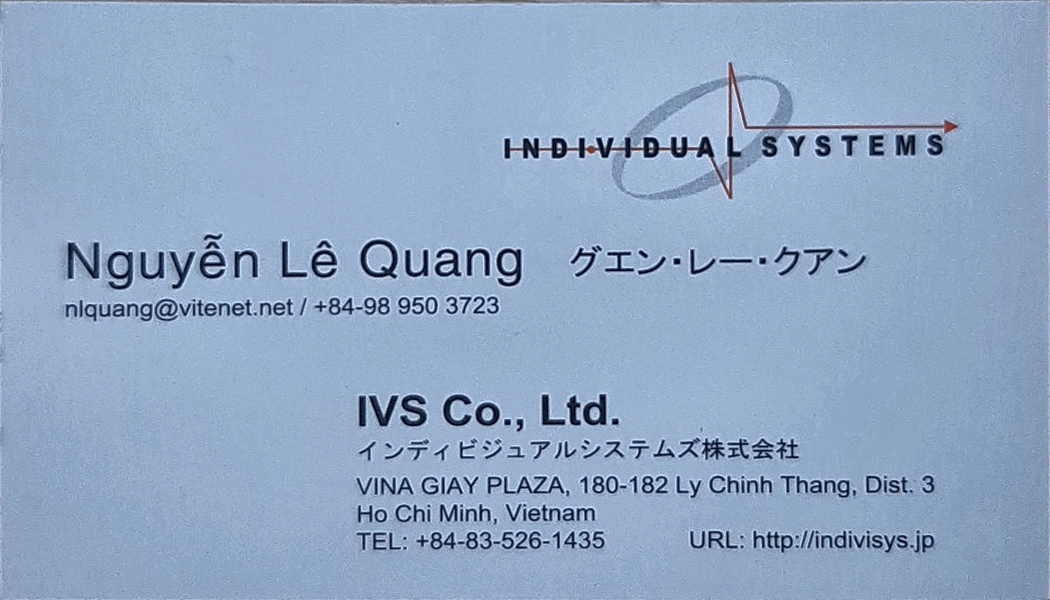 INDIVIDUAL SYSTEMS
Nguyễn Lê Quang グエン・レー・クアン
nlquang@vitenet.net / +84-98 950 3723
IVS Co., Ltd.
インディビジュアルシステムズ株式会社
VINA GIAY PLAZA, 180-182 Ly Chinh Thang, Dist. 3
Ho Chi Minh, Vietnam
TEL: +84-83-526-1435 URL: http://indivisys.jp